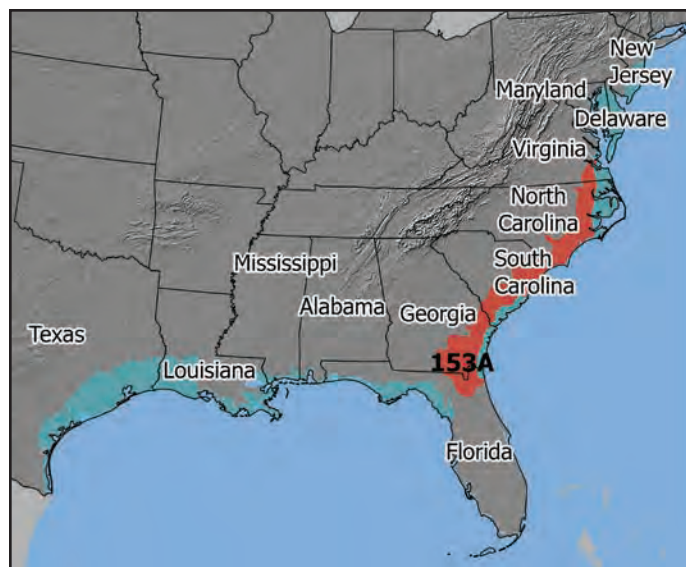 New
Jersey
Maryland
Delaware
Virginia
North
Carolina
South
Carolina
Mississippi
Alabama
Georgia
Texas
Louisiana
153A
Florida